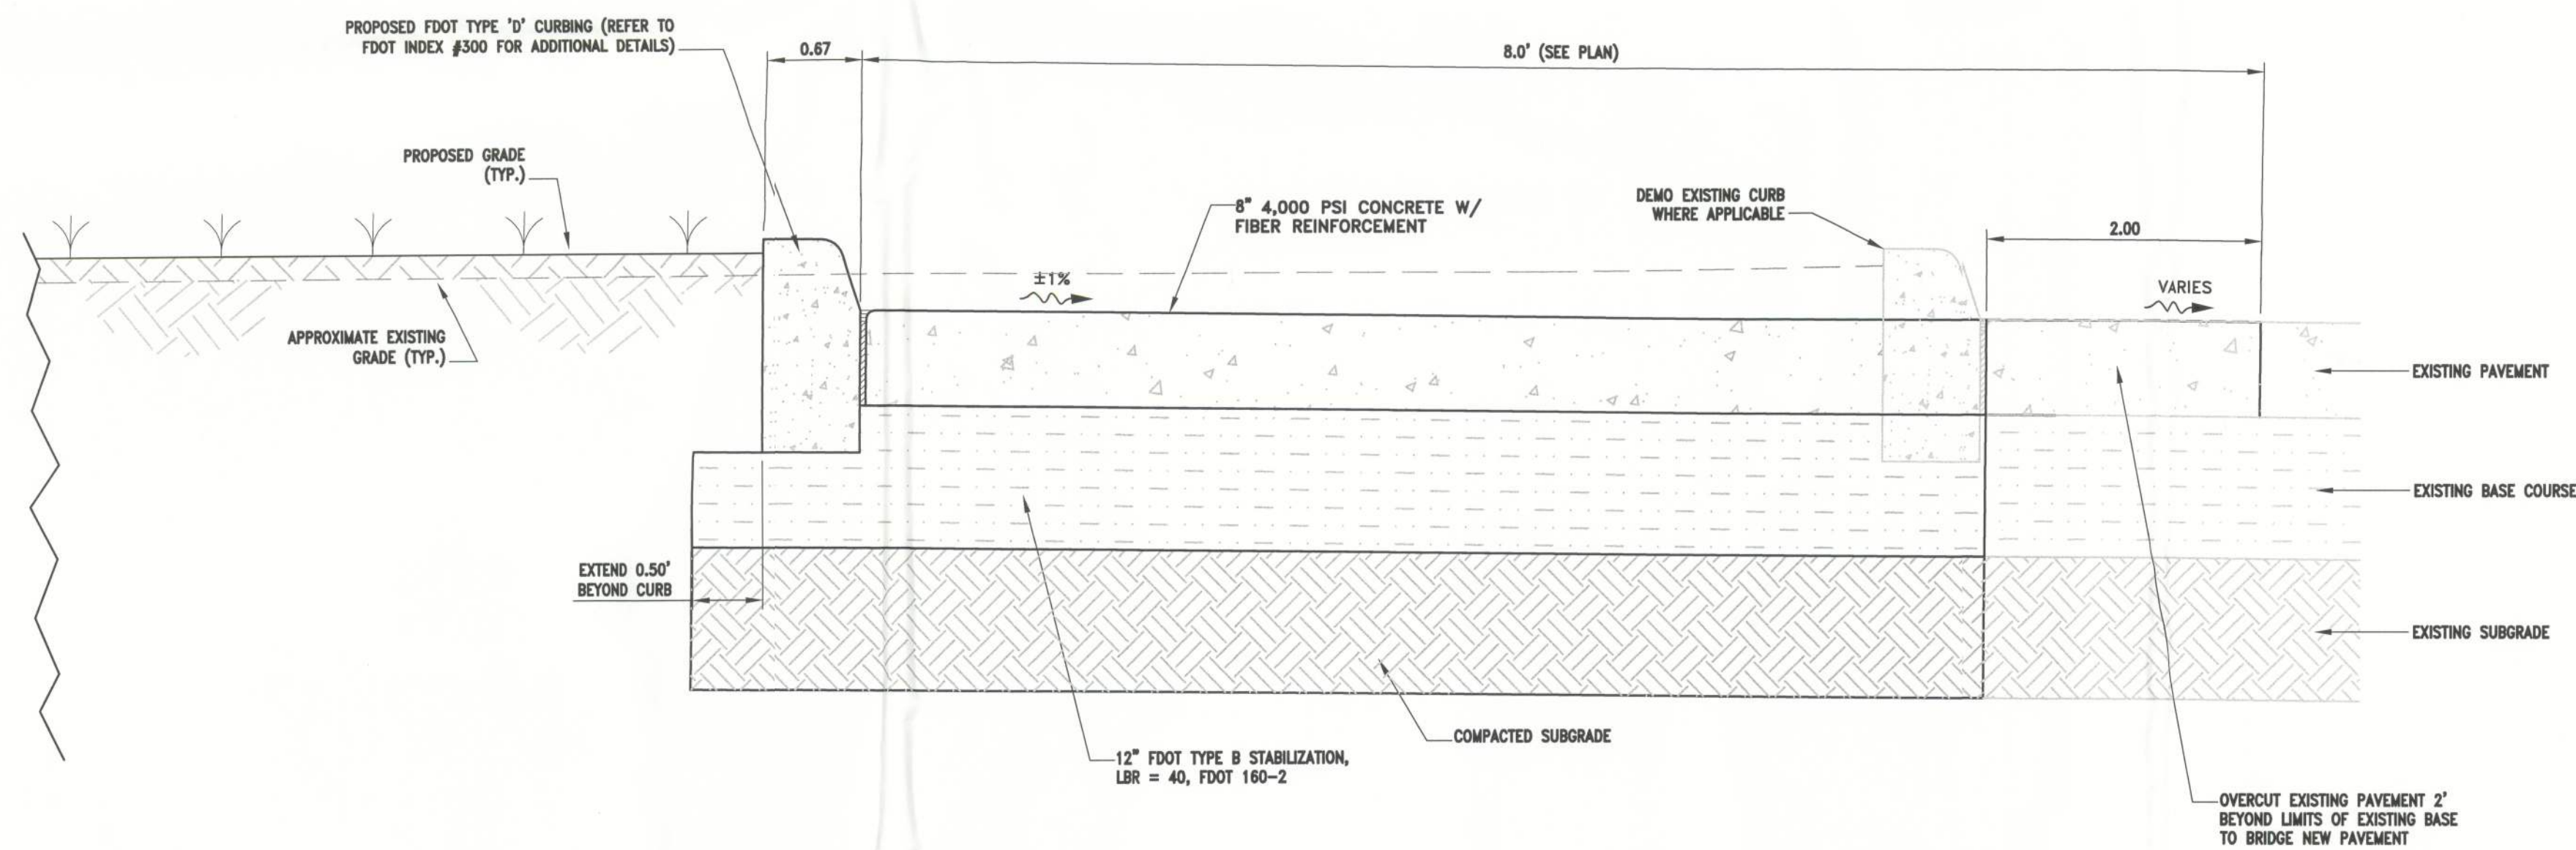 PROPOSED FDOT TYPE 'D' CURBING (REFER TO
FDOT INDEX #300 FOR ADDITIONAL DETAILS)
0.67
8.0' (SEE PLAN)
PROPOSED GRADE
(TYP.)
8" 4,000 PSI CONCRETE W/
FIBER REINFORCEMENT
DEMO EXISTING CURB
WHERE APPLICABLE
2.00
±1%
VARIES
APPROXIMATE EXISTING
GRADE (TYP.)
EXISTING PAVEMENT
EXISTING BASE COURSE
EXTEND 0.50'
BEYOND CURB
EXISTING SUBGRADE
COMPACTED SUBGRADE
12" FDOT TYPE B STABILIZATION,
LBR = 40, FDOT 160-2
OVERCUT EXISTING PAVEMENT 2'
BEYOND LIMITS OF EXISTING BASE
TO BRIDGE NEW PAVEMENT